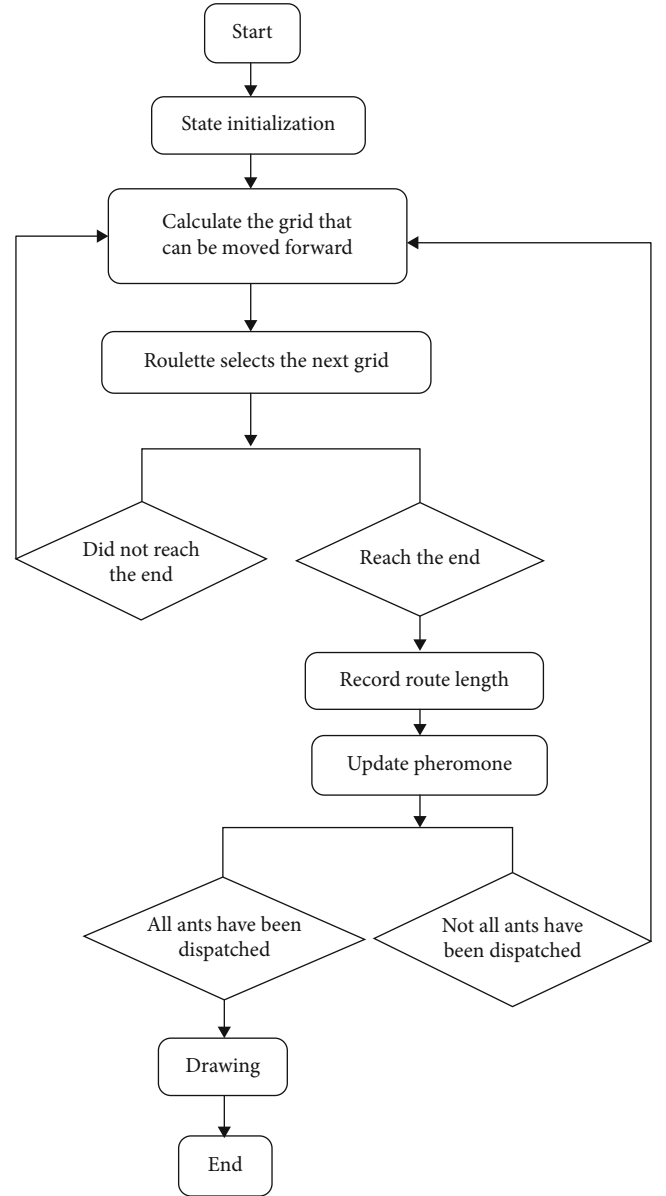 Start
State initialization
Calculate the grid that
can be moved forward
Roulette selects the next grid
Did not reach
the end
Reach the end
Record route length
Update pheromone
All ants have been
dispatched
Not all ants have
been dispatched
Drawing
End